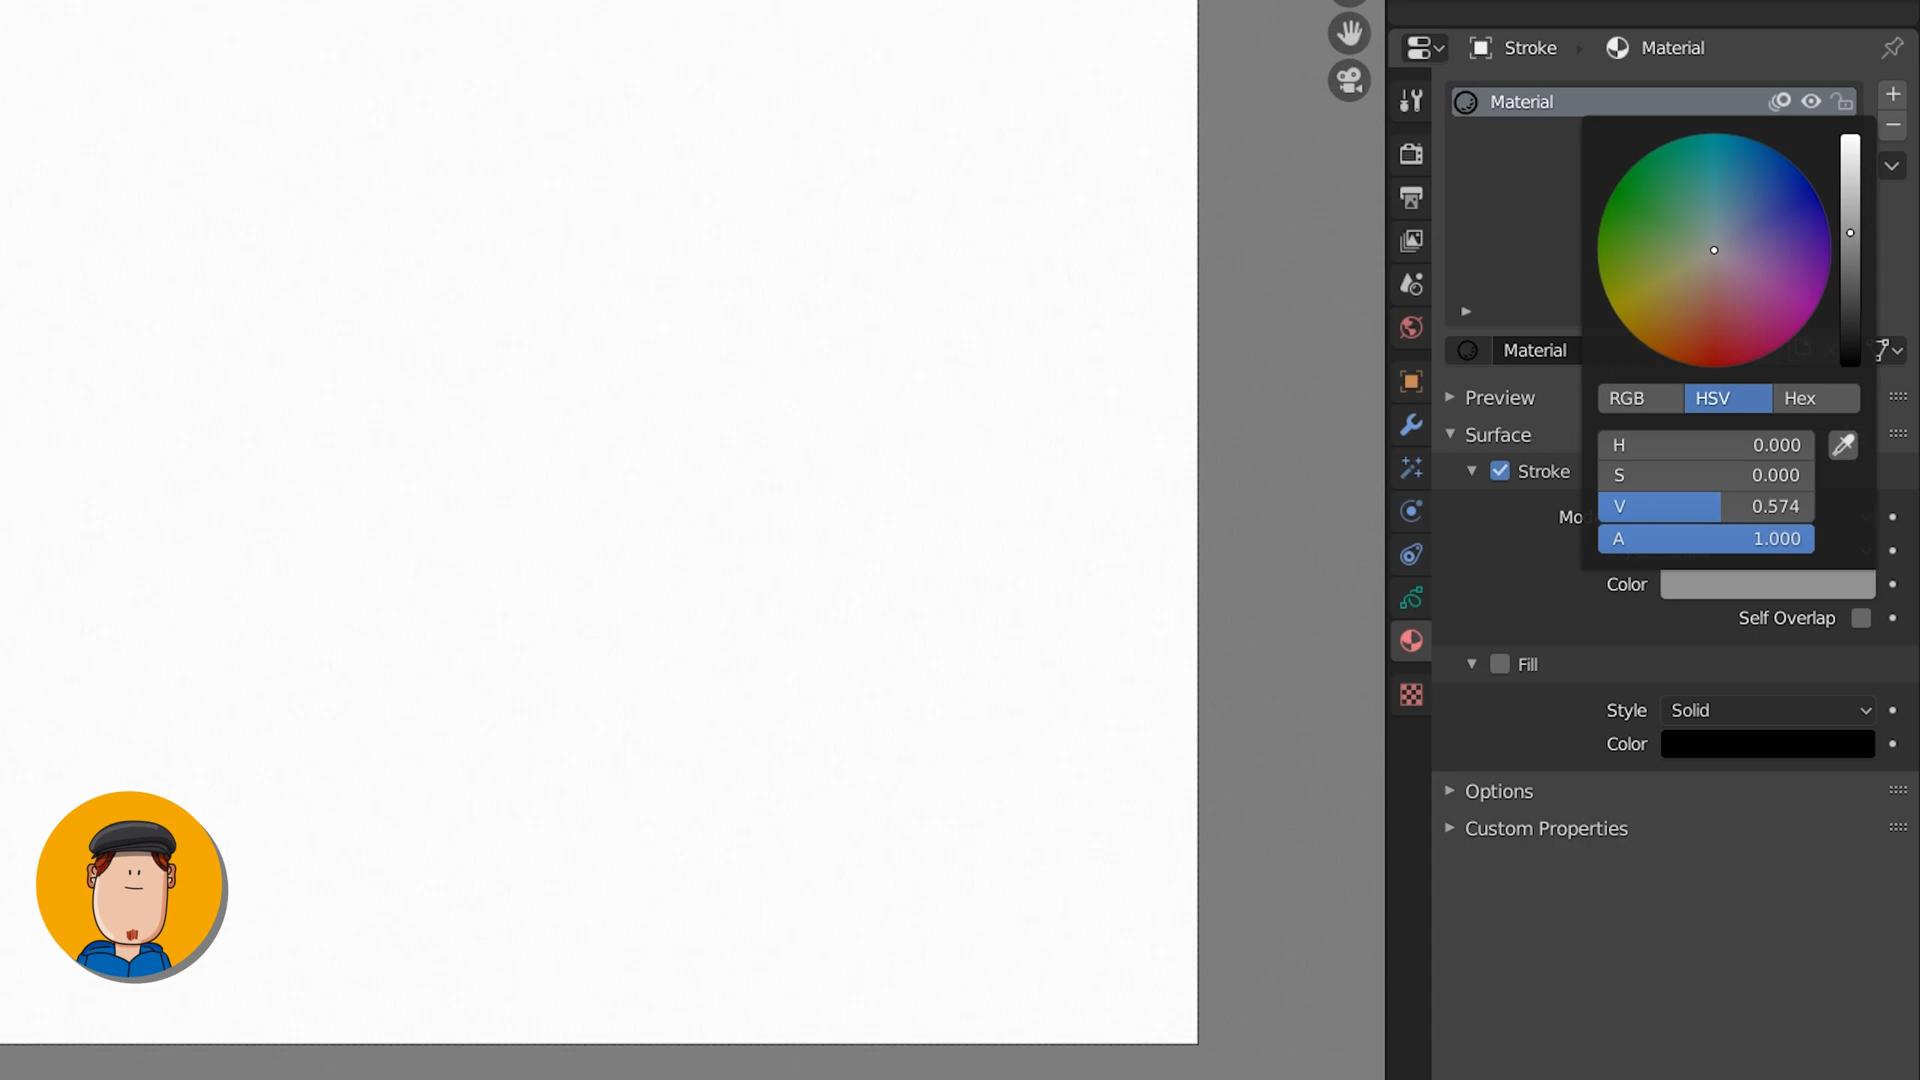 Stroke Material
Material
Material
RGB HSV Hex
Preview
Surface
H 0.000
S 0.000
Stroke
V 0.574
Mo
A 1.000
Color
Self Overlap
Fill
Style Solid
Color
Options
Custom Properties